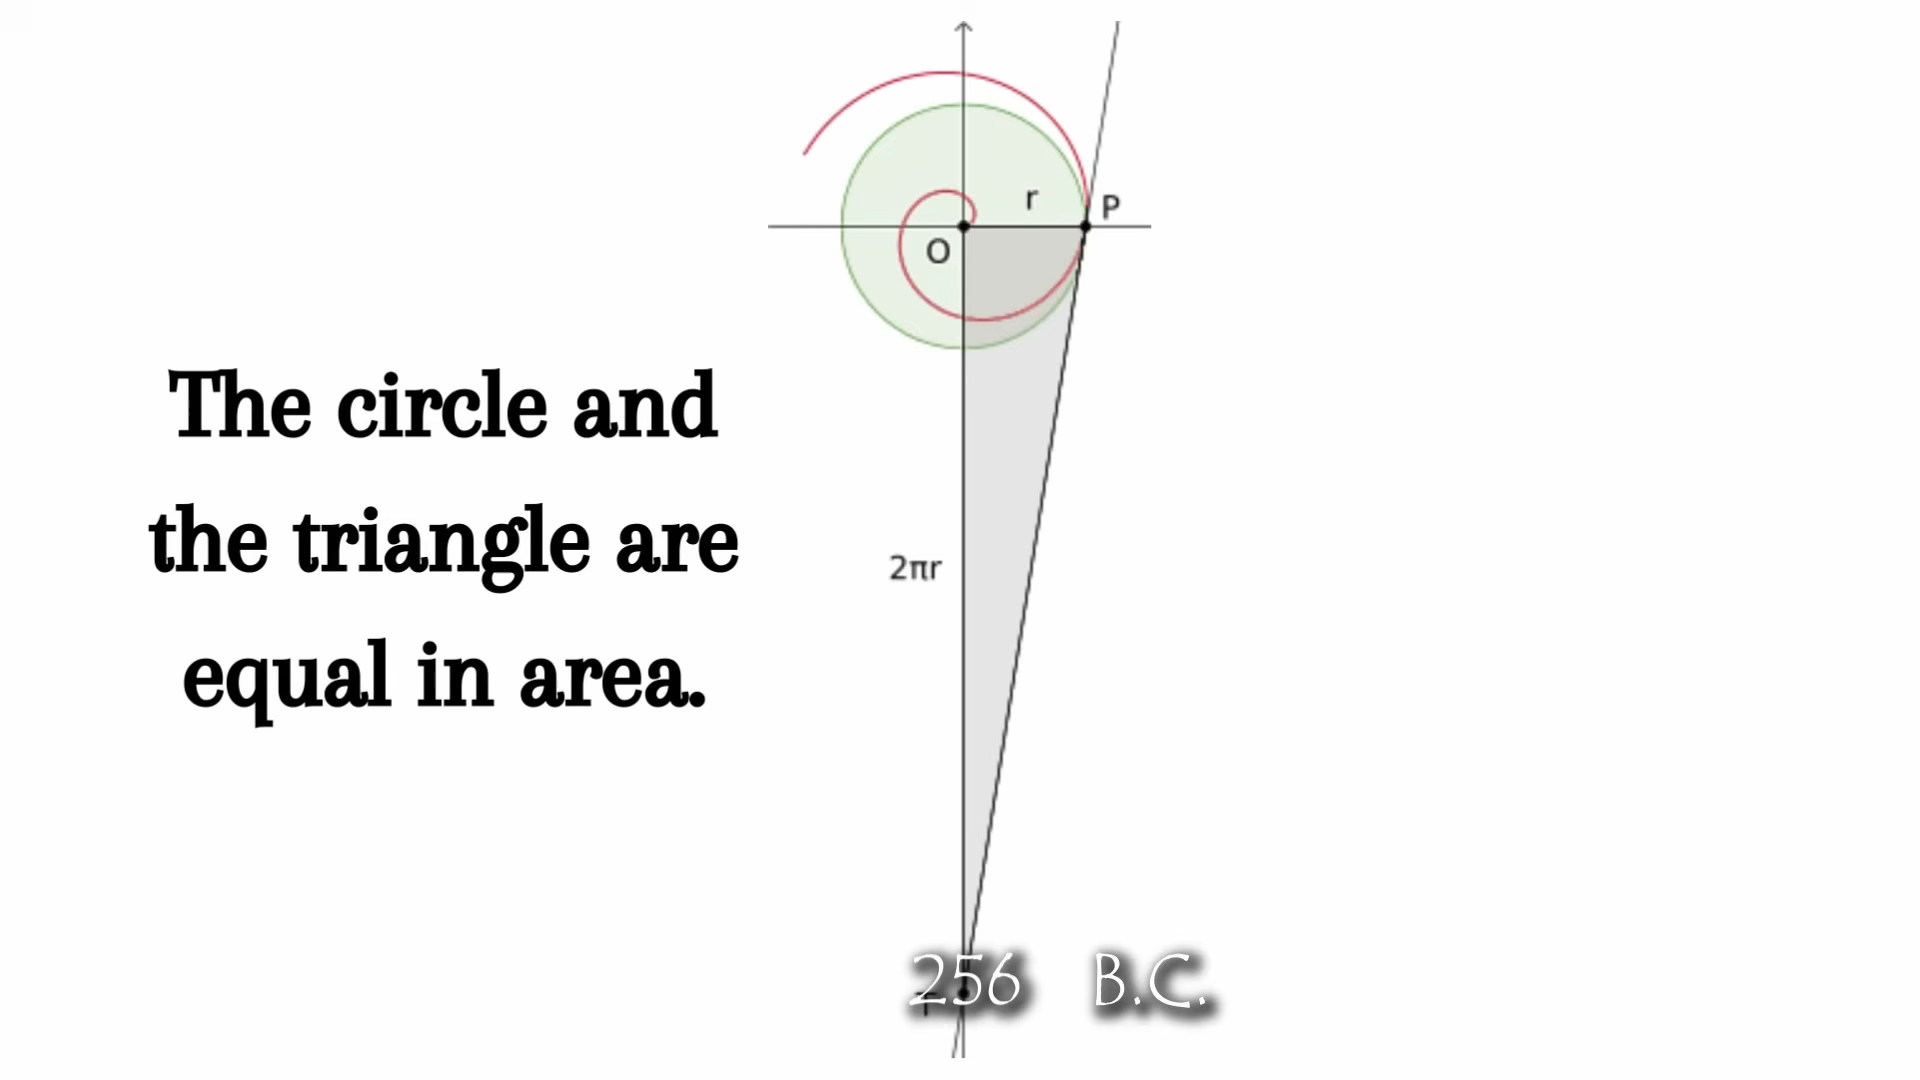 The circle and
the triangle are
equal in area.
r
P
O
2πr
T
256 B.C.